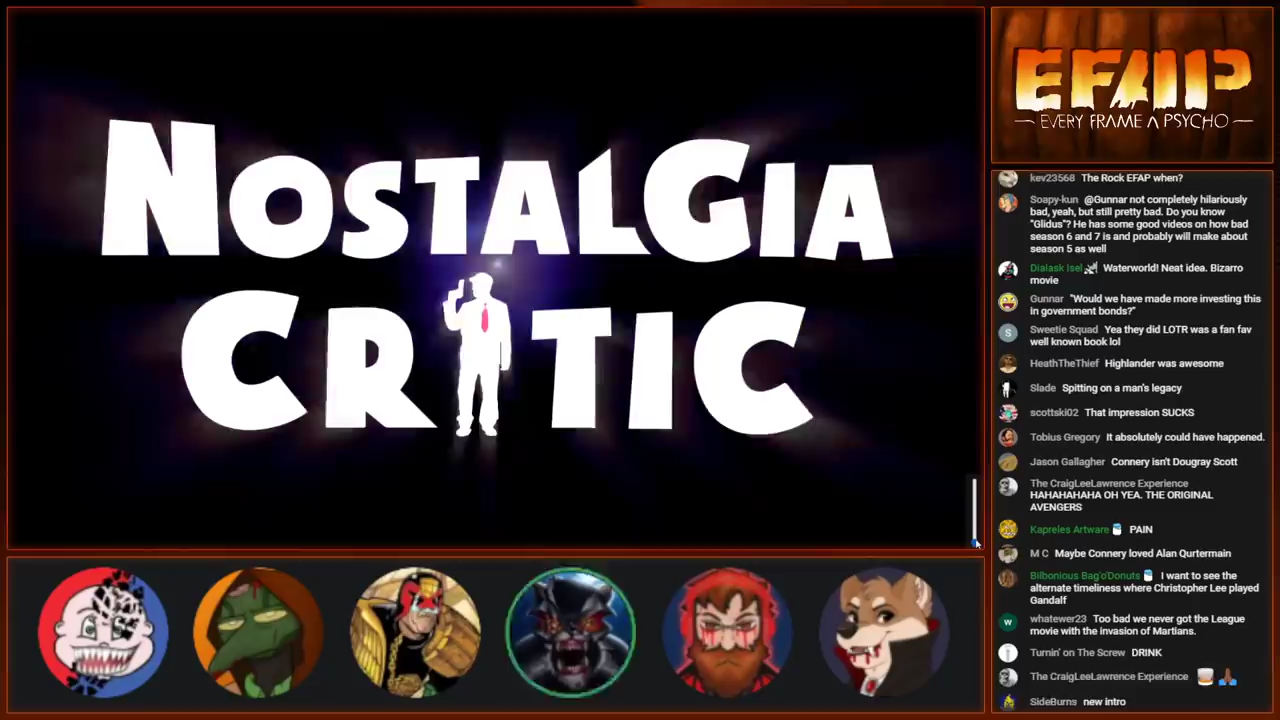 NOSTALGIA
CRITIC
EFAP
EVERY FRAME A PSYCHO
kev23568 The Rock EFAP when?
Soapy-kun @Gunnar not completely hilariously
bad, yeah, but still pretty bad. Do you know
"Glidus"? He has some good videos on how bad
season 6 and 7 is and probably will make about
season 5 as well
Dialask Isel Waterworld! Neat idea. Bizarro
movie
Gunnar "Would we have made more investing this
in government bonds?"
S
Sweetie Squad Yea they did LOTR was a fan fav
well known book lol
HeathTheThief Highlander was awesome
Slade Spitting on a man's legacy
scottski02 That impression SUCKS
Tobius Gregory It absolutely could have happened.
Jason Gallagher Connery isn't Dougray Scott
The CraigLeeLawrence Experience
HAHAHAHAHA OH YEA. THE ORIGINAL
AVENGERS
Kapreles Artware PAIN
M C Maybe Connery loved Alan Qurtermain
Bilbonious Bag'o'Donuts I want to see the
alternate timeliness where Christopher Lee played
Gandalf
w
whatewer23 Too bad we never got the League
movie with the invasion of Martians.
Turnin' on The Screw DRINK
The CraigLeeLawrence Experience
SideBurns new intro